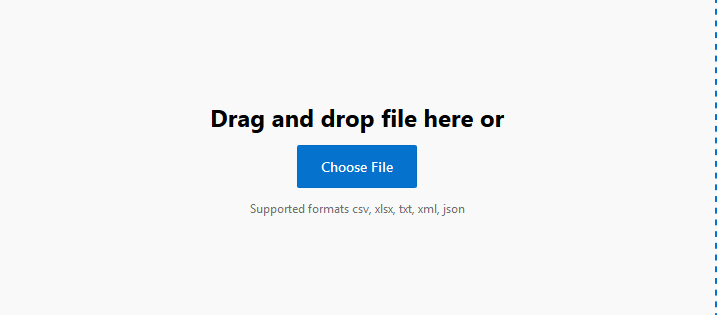 Drag and drop file here or
Choose File
Supported formats csv, xlsx, txt, xml, json